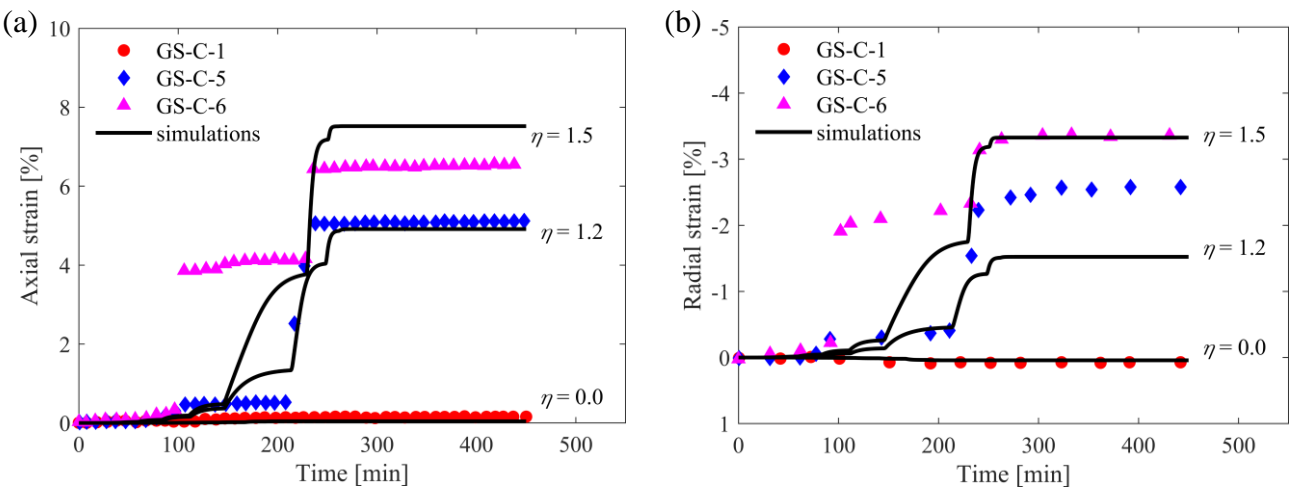 (a)
Axial strain [%]
10
8
6
4
2
0
GS-C-1
GS-C-5
GS-C-6
simulations
η = 1.5
η = 1.2
η = 0.0
0 100 200 300 400 500
Time [min]
(b)
Radial strain [%]
-5
-4
-3
-2
-1
0
1
GS-C-1
GS-C-5
GS-C-6
simulations
η = 1.5
η = 1.2
η = 0.0
0 100 200 300 400 500
Time [min]